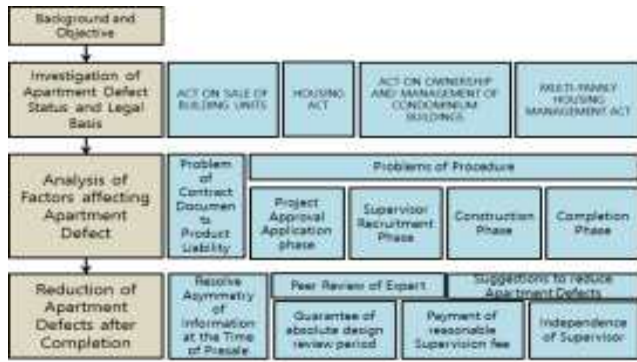 Background and
Objective
Investigation of
Apartment Defect
Status and Legal
Basis
ACT ON SALE OF
BUILDING UNITS
HOUSING
ACT
ACT ON OWNERSHIP
AND MANAGEMENT OF
CONDOMINIUM
BUILDINGS
MULTI-FAMILY
HOUSING
MANAGEMENT ACT
Analysis of
Factors affecting
Apartment
Defect
Problem
of
Contract
Documen
ts
Product
Liability
Problems of Procedure
Project
Approval
Application
phase
Supervisor
Recruitment
Phase
Construction
Phase
Completion
Phase
Reduction of
Apartment
Defects after
Completion
Resolve
Asymmetry
of
Information
at the Time
of Presale
Peer Review of Expert
Suggestions to reduce
Apartment Defects
Guarantee of
absolute design
review period
Payment of
reasonable
Supervision fee
Independence
of Supervisor